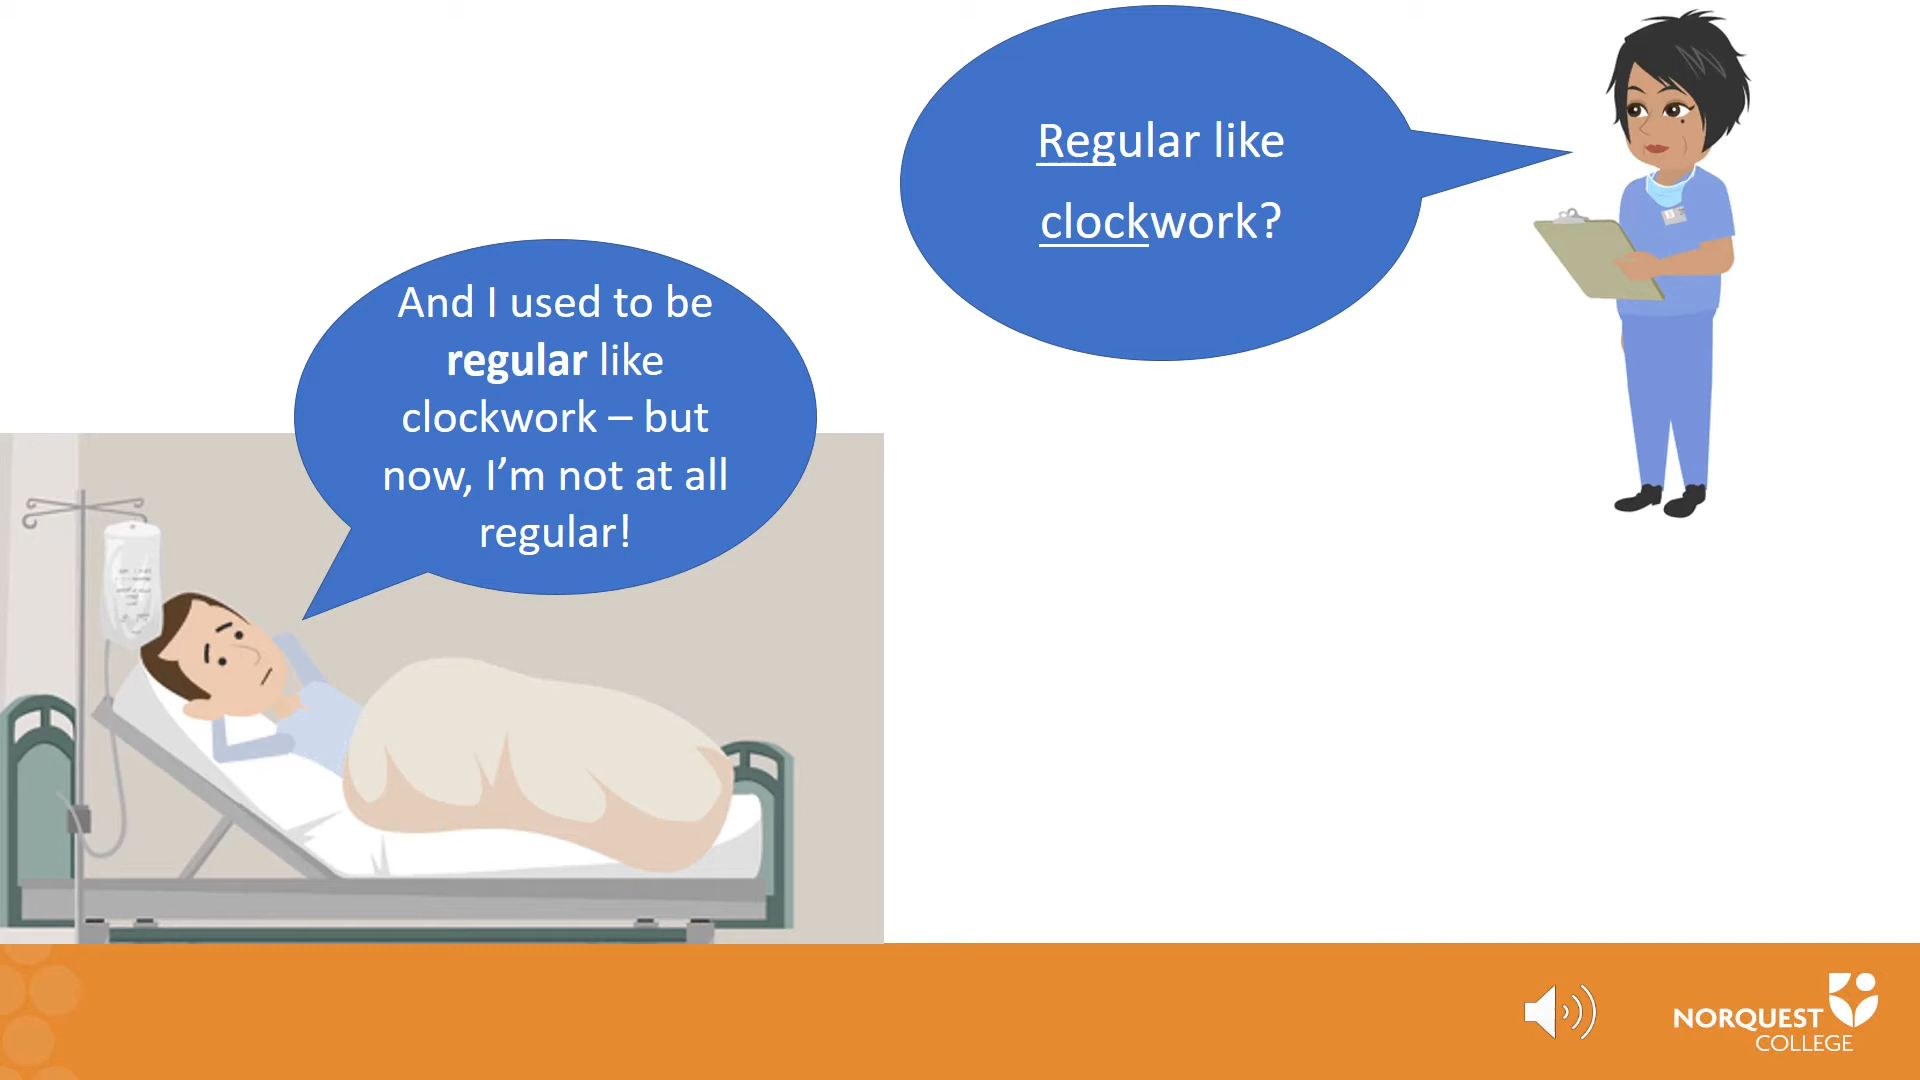 Regular like
clockwork?
And I used to be
regular like
clockwork – but
now, I’m not at all
regular!
NORQUEST
COLLEGE